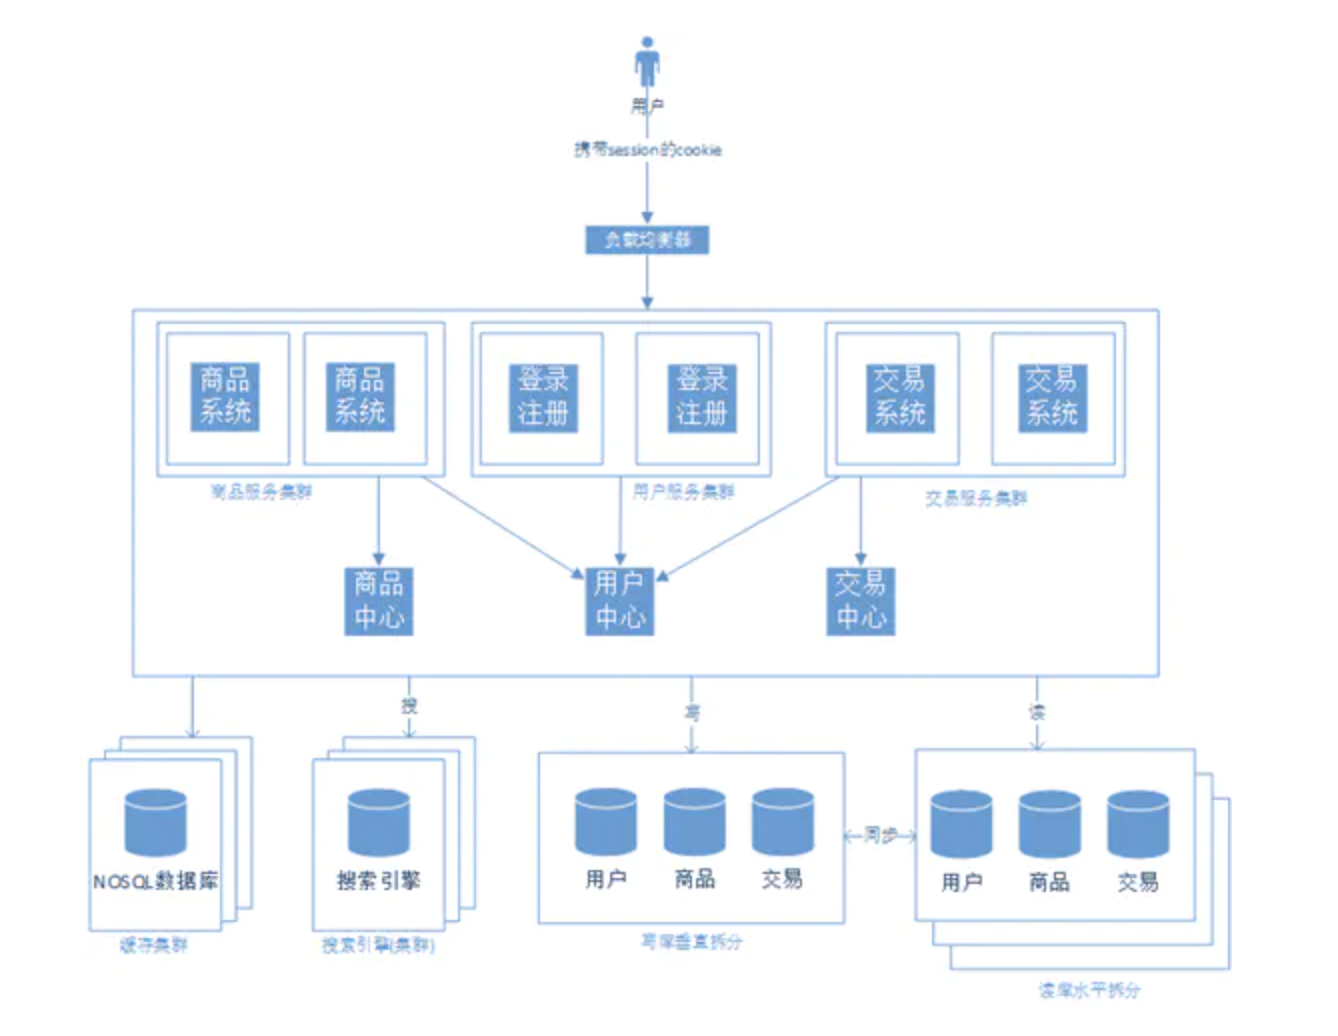 用户
携带session的cookie
负载均衡器
商品
系统
商品
系统
登录
注册
登录
注册
交易
系统
交易
系统
商品服务集群
用户服务集群
交易服务集群
商品
中心
用户
中心
交易
中心
搜
写
读
NOSQL数据库
搜索引擎
用户
商品
交易
同步
用户
商品
交易
缓存集群
搜索引擎(集群)
写库垂直拆分
读库水平拆分